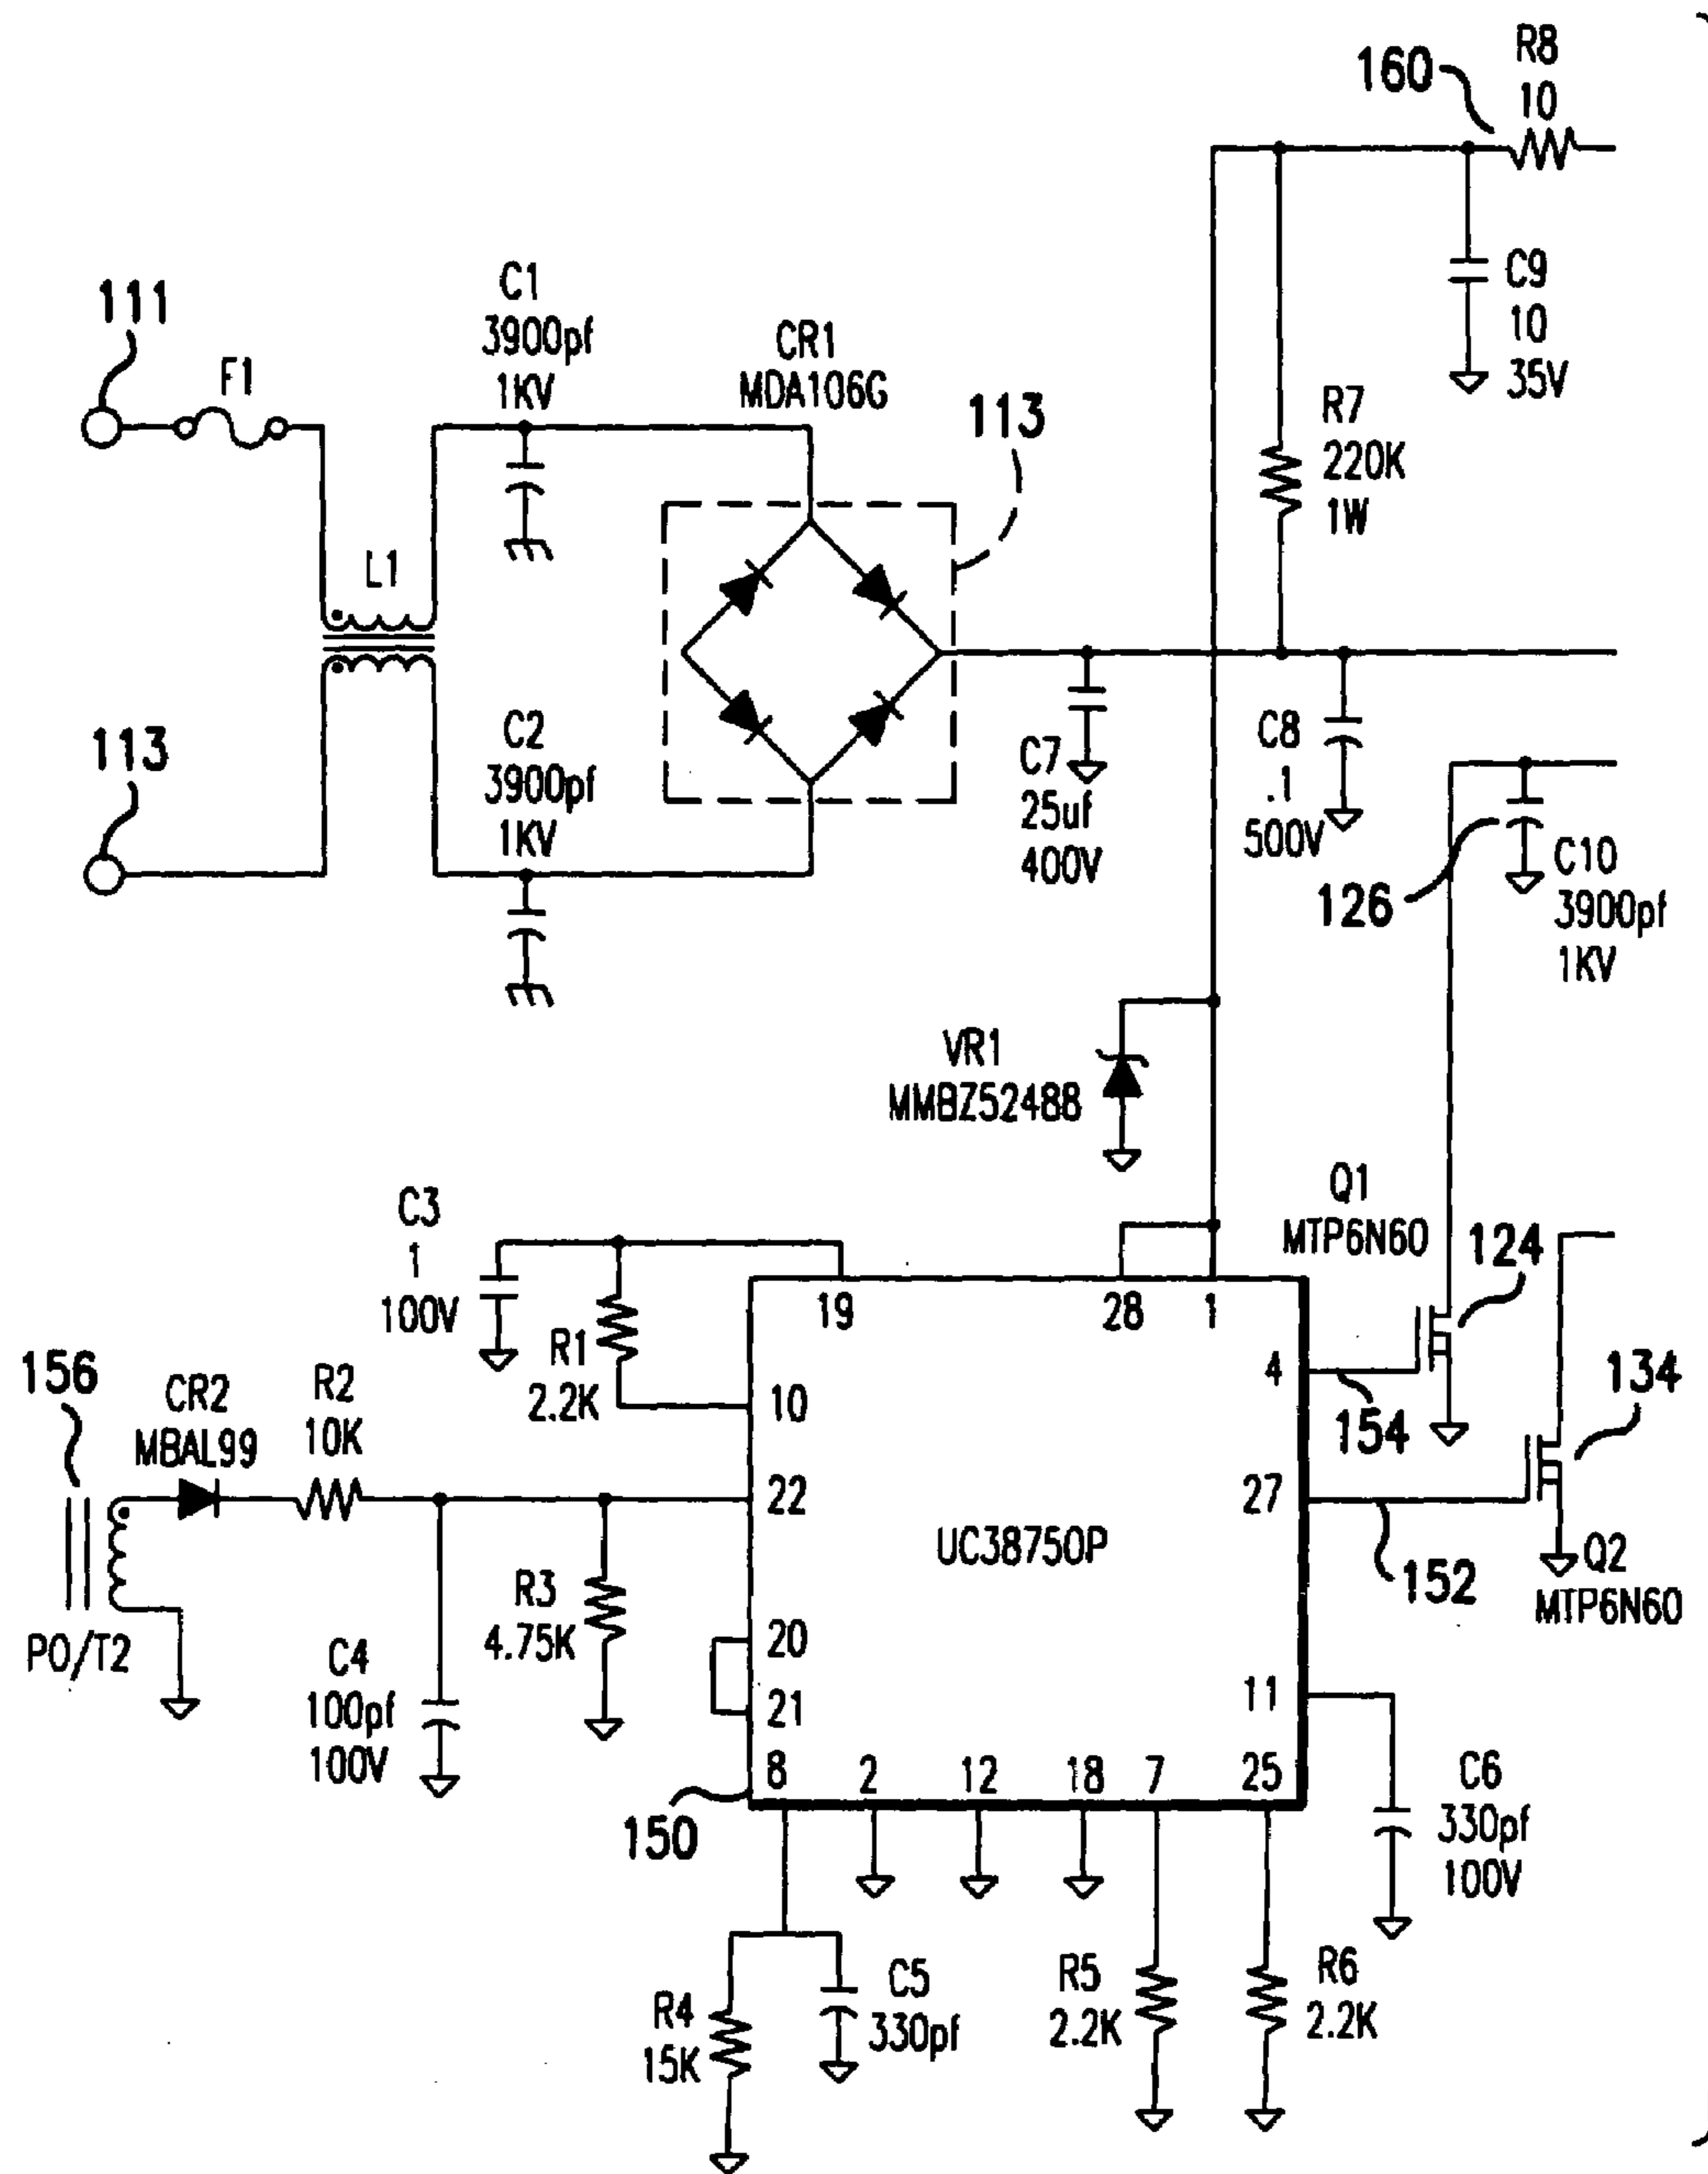 160
R8
10
C9
10
35V
111
F1
C1
3900pf
1KV
CR1
MDA106G
113
R7
220K
1W
L1
113
C2
3900pf
1KV
C7
25uf
400V
C8
.1
500V
126
C10
3900pf
1KV
VR1
MMBZ5248B
Q1
MTP6N60
124
C3
1
100V
19
28
1
R1
2.2K
10
4
154
134
156
CR2
MBAL99
R2
10K
22
27
152
UC38750P
Q2
MTP6N60
PO/T2
R3
4.75K
C4
100pf
100V
20
21
11
8
2
12
18
7
25
150
C6
330pf
100V
R4
15K
C5
330pf
R5
2.2K
R6
2.2K